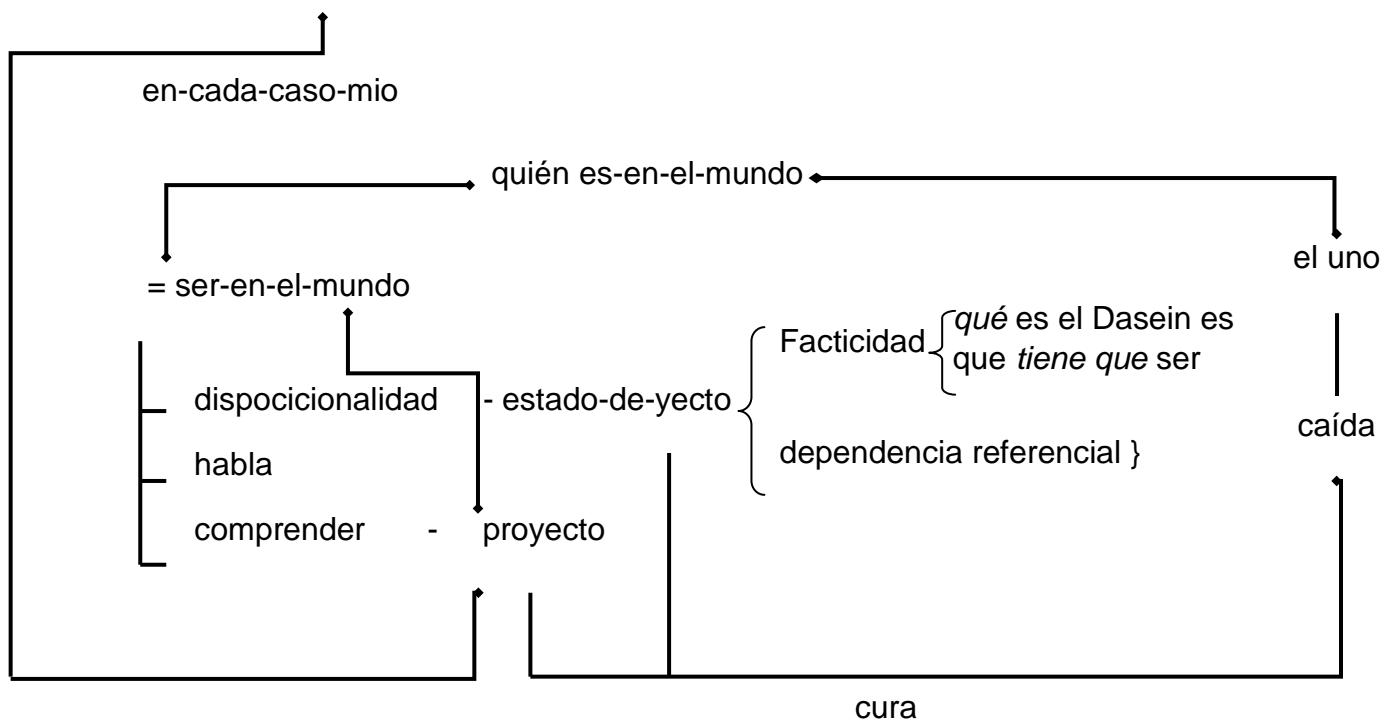 en-cada-caso-mio
quién es-en-el-mundo
el uno
= ser-en-el-mundo
Facticidad
qué es el Dasein es
que tiene que ser
dispocicionalidad - estado-de-yecto
caída
dependencia referencial }
habla
comprender - proyecto
cura